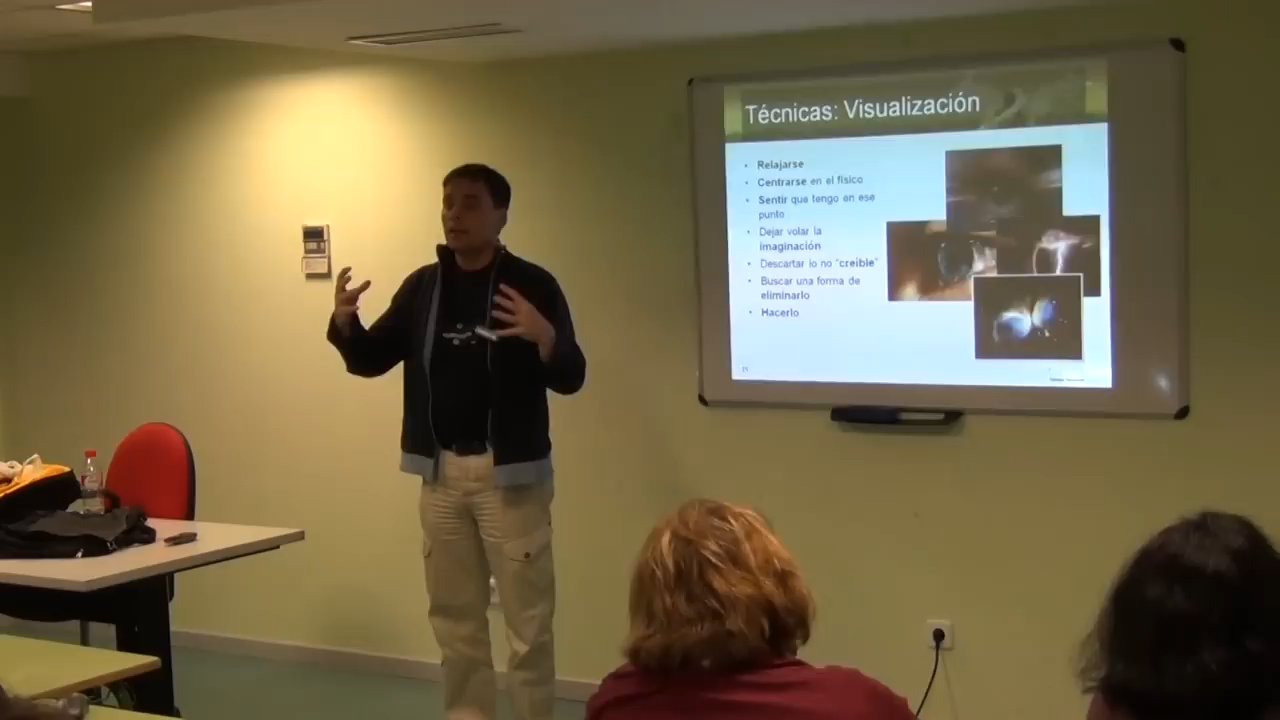 Técnicas: Visualización
• Relajarse
• Centrarse en el físico
• Sentir que tengo en ese
punto
• Dejar volar la
imaginación
• Descartar lo no "creíble"
• Buscar una forma de
eliminarlo
• Hacerlo